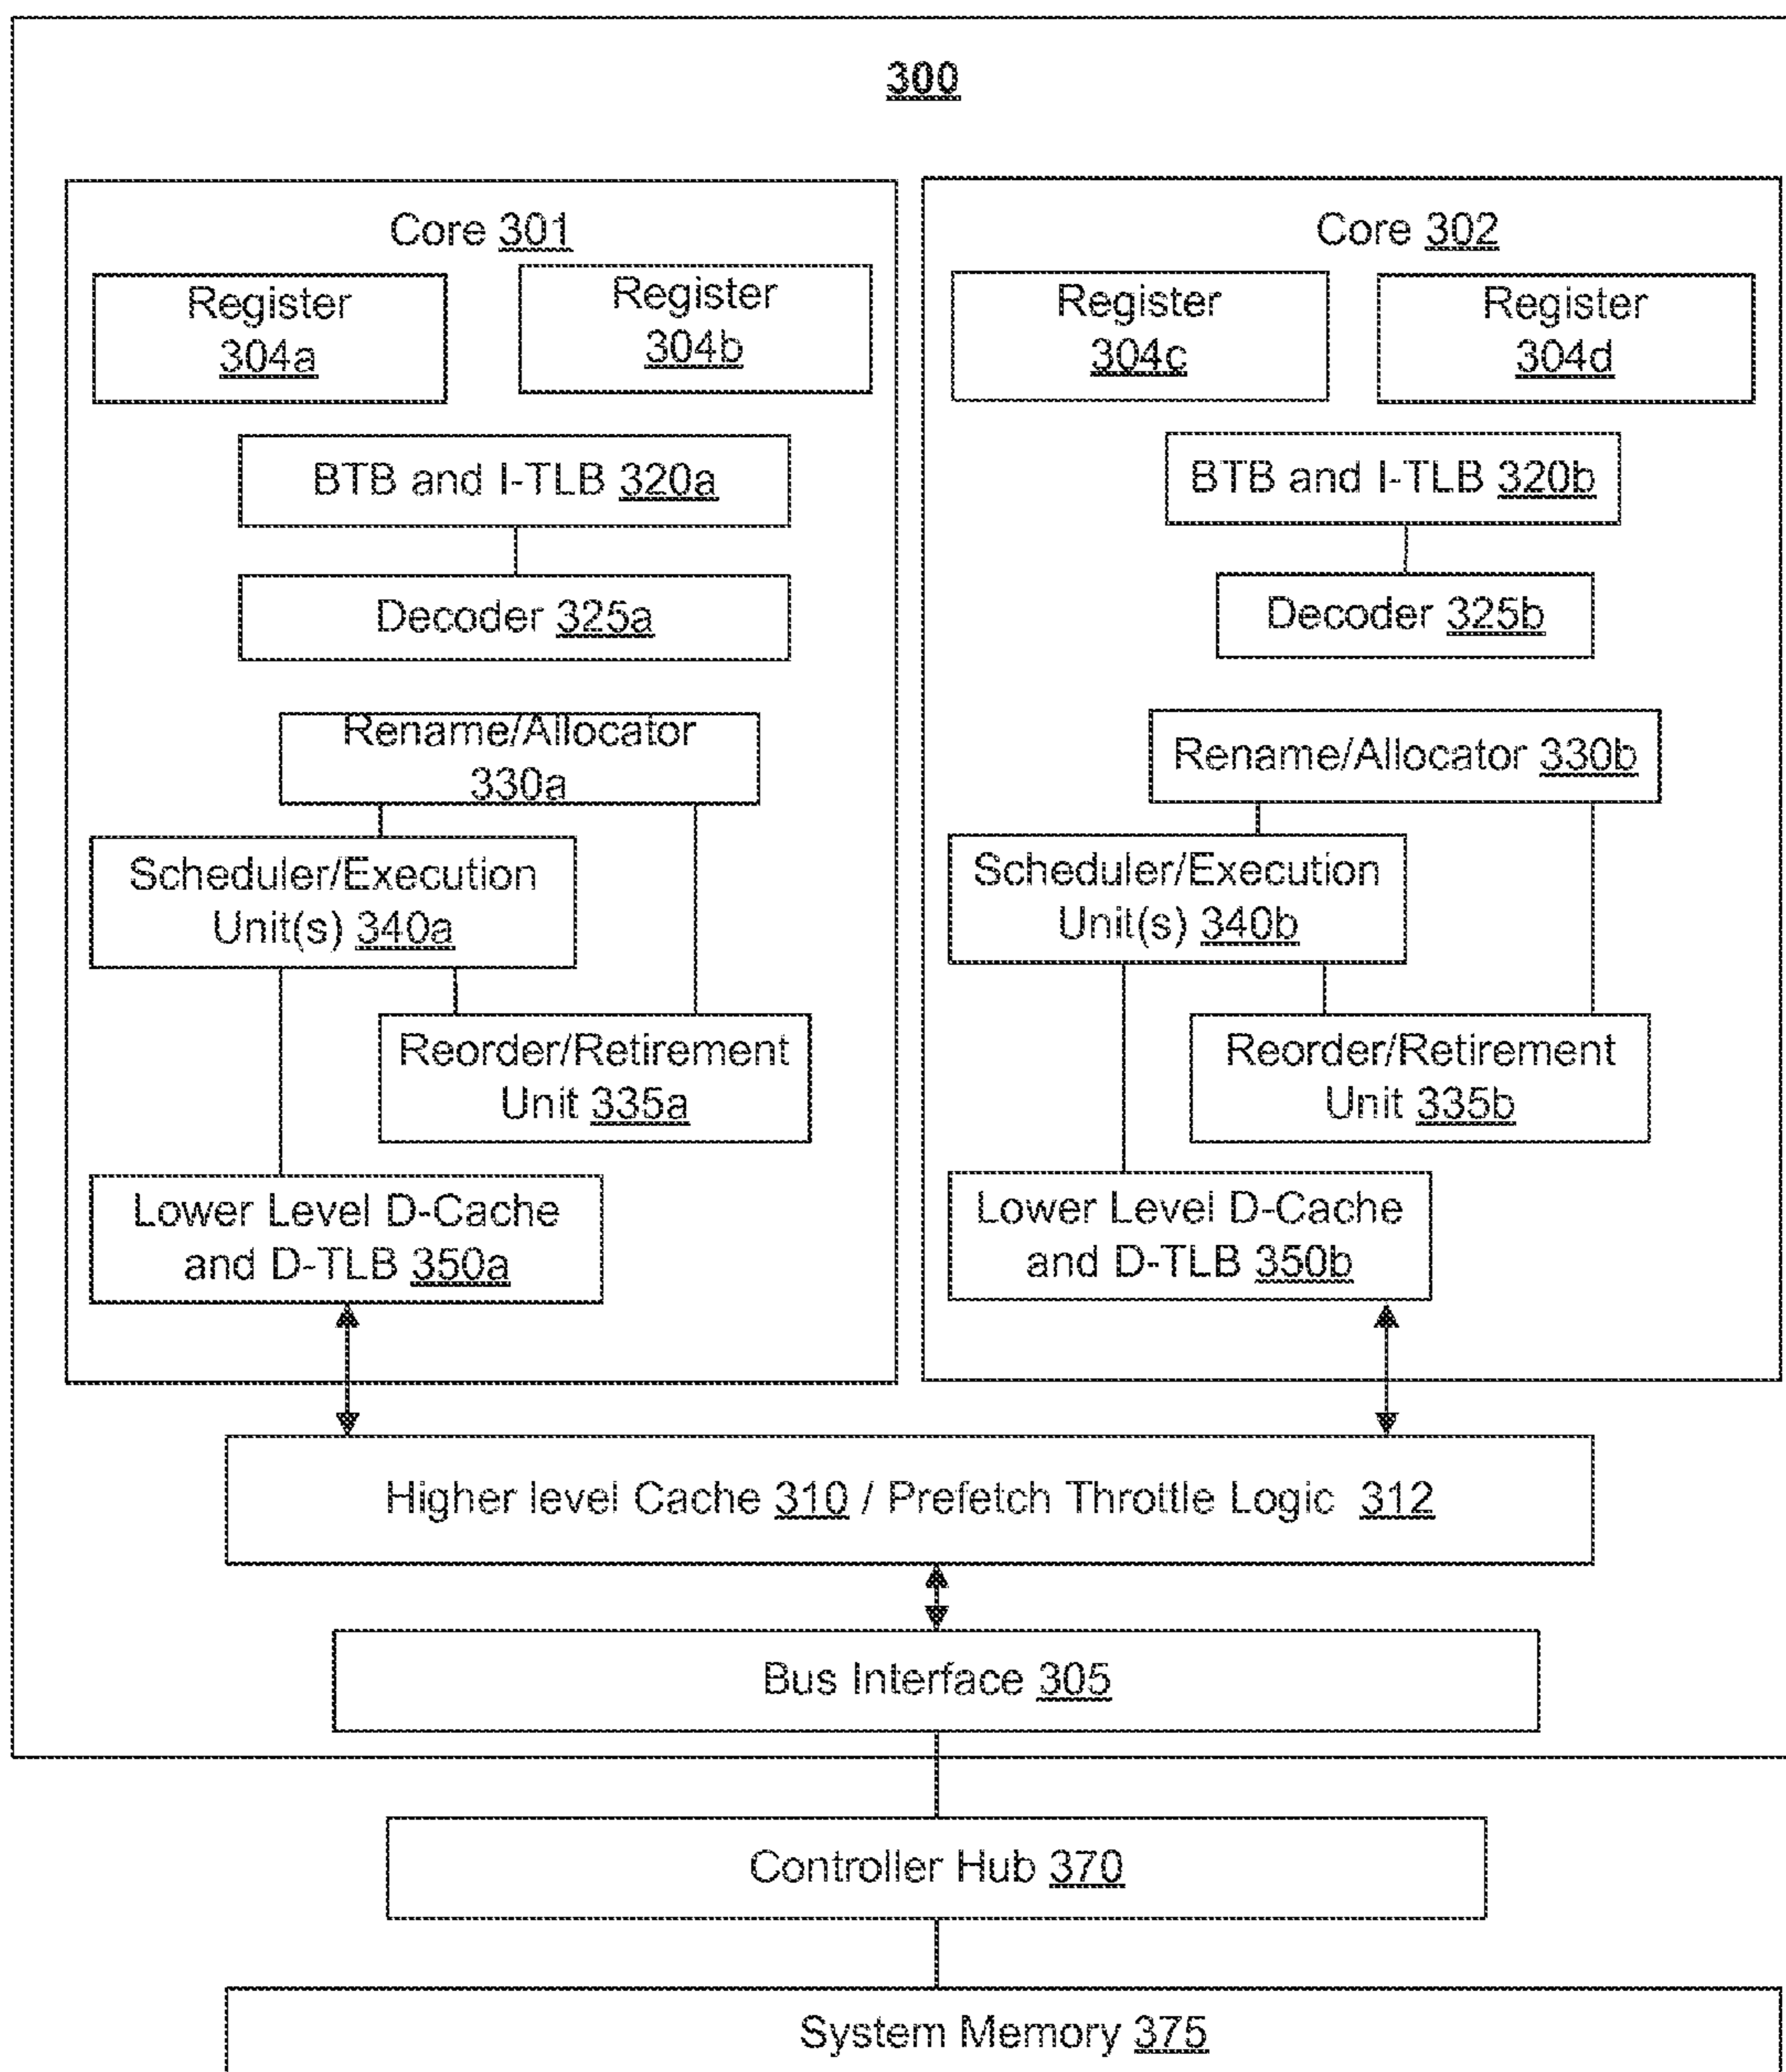 300
Core 301
Register
304a
Register
304b
BTB and I-TLB 320a
Decoder 325a
Rename/Allocator
330a
Scheduler/Execution
Unit(s) 340a
Reorder/Retirement
Unit 335a
Lower Level D-Cache
and D-TLB 350a
Core 302
Register
304c
Register
304d
BTB and I-TLB 320b
Decoder 325b
Rename/Allocator 330b
Scheduler/Execution
Unit(s) 340b
Reorder/Retirement
Unit 335b
Lower Level D-Cache
and D-TLB 350b
Higher level Cache 310 / Prefetch Throttle Logic 312
Bus Interface 305
Controller Hub 370
System Memory 375